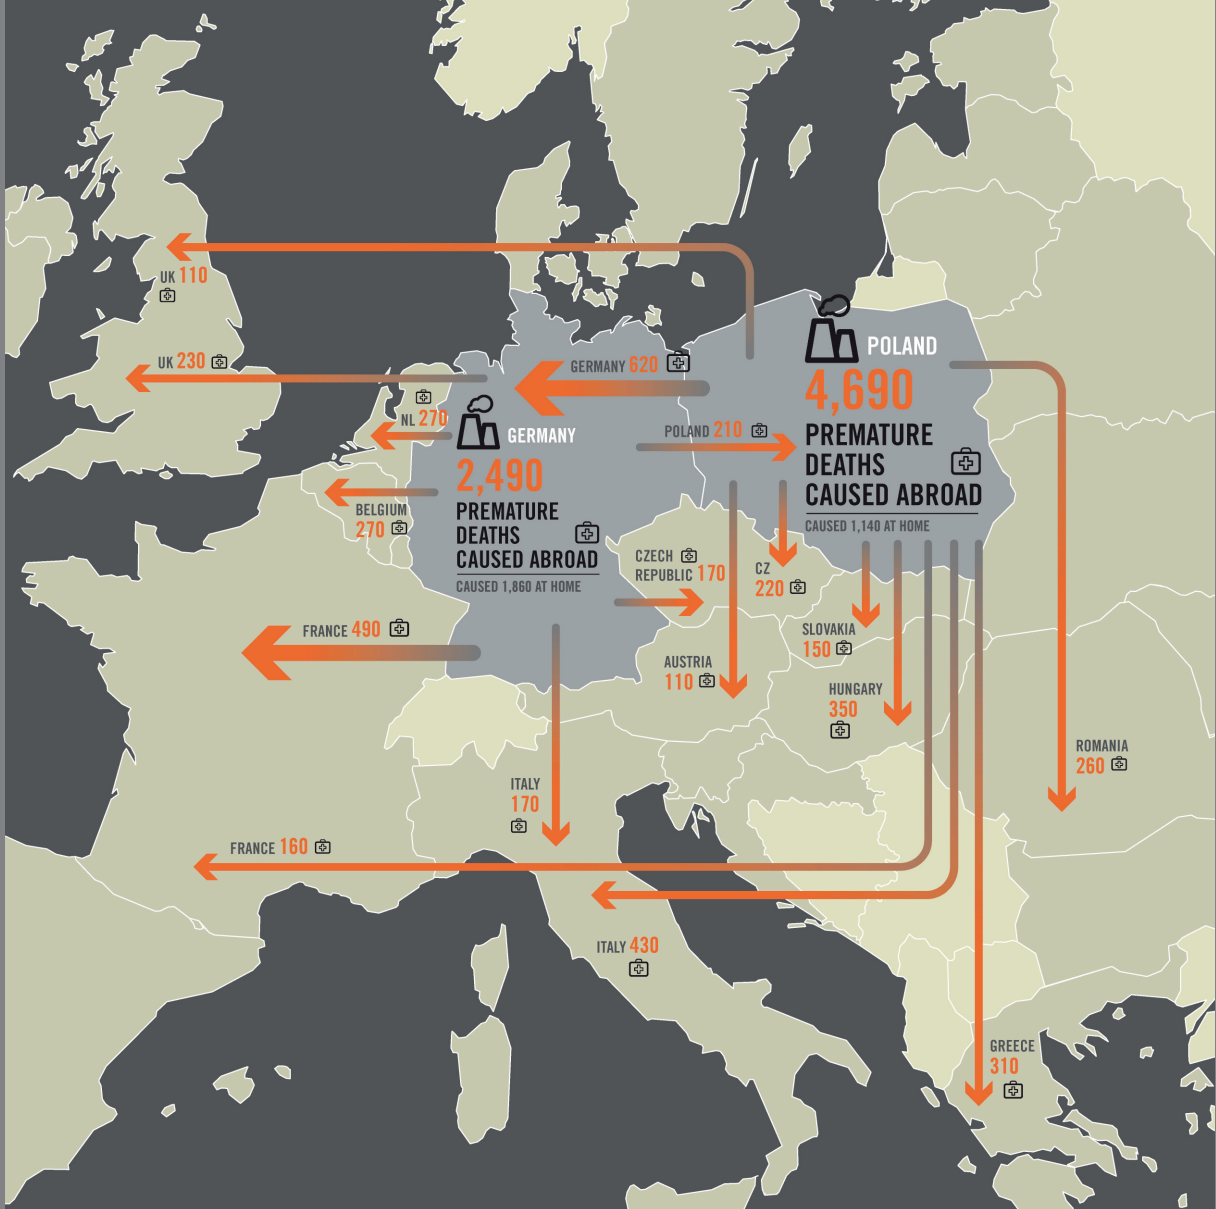 UK 110
UK 230
GERMANY 620
POLAND
4,690
PREMATURE
DEATHS
CAUSED ABROAD
CAUSED 1,140 AT HOME
NL 270
GERMANY
2,490
PREMATURE
DEATHS
CAUSED ABROAD
CAUSED 1,860 AT HOME
POLAND 210
BELGIUM
270
CZECH
REPUBLIC 170
CZ
220
FRANCE 490
SLOVAKIA
150
AUSTRIA
110
HUNGARY
350
ROMANIA
260
ITALY
170
FRANCE 160
ITALY 430
GREECE
310